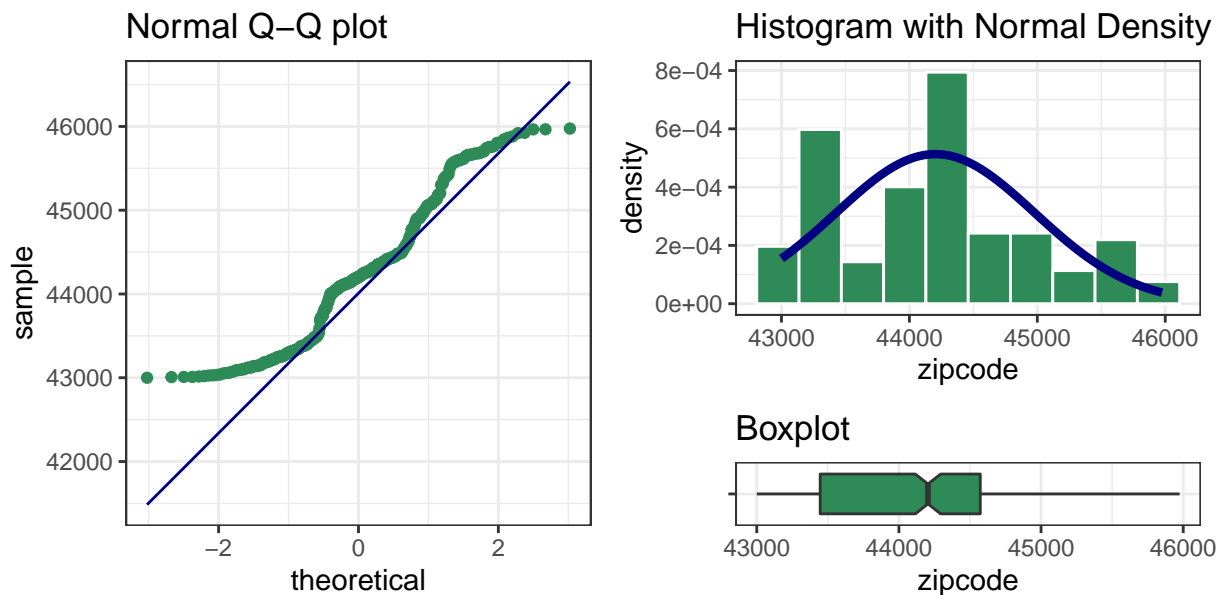 Normal Q−Q plot
46000
45000
44000
43000
42000
sample
−2 0 2
theoretical
Histogram with Normal Density
8e−04
6e−04
4e−04
2e−04
0e+00
density
43000 44000 45000 46000
zipcode
Boxplot
43000 44000 45000 46000
zipcode